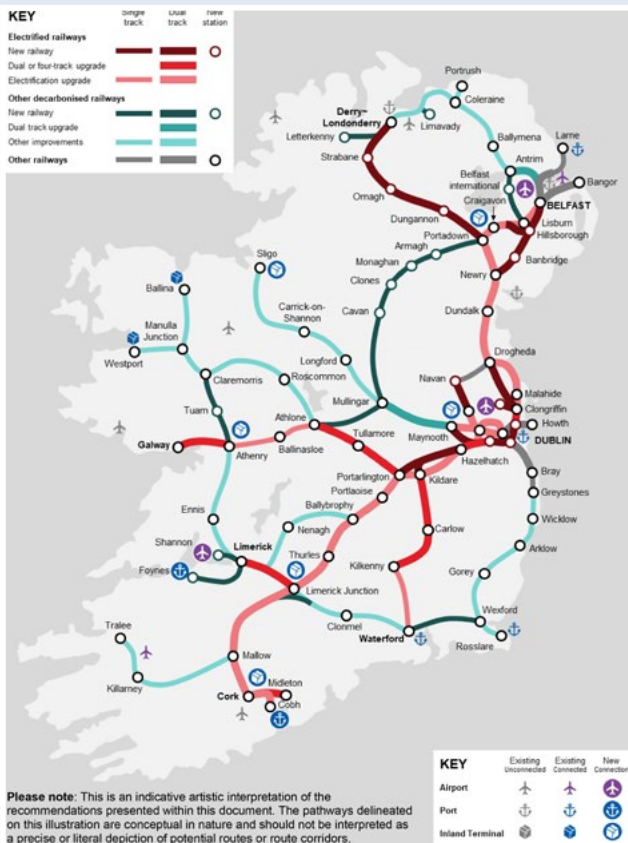 KEY
Single track
Dual track
New station
Electrified railways
New railway
Dual or four-track upgrade
Electrification upgrade
Other decarbonised railways
New railway
Dual track upgrade
Other improvements
Other railways
Portrush
Coleraine
Derry~
Londonderry
Limavady
Letterkenny
Strabane
Ballymena
Larne
Antrim
Belfast
international
Bangor
Omagh
Craigavon
BELFAST
Dungannon
Lisburn
Hillsborough
Portadown
Armagh
Banbridge
Monaghan
Newry
Clones
Sligo
Cavan
Dundalk
Ballina
Carrick-on-
Shannon
Manulla
Junction
Drogheda
Longford
Westport
Navan
Malahide
Claremorris
Roscommon
Mullingar
Clongriffin
Howth
Tuam
Athlone
Maynooth
DUBLIN
Tullamore
Galway
Athenry
Ballinasloe
Hazelhatch
Portarlington
Bray
Kildare
Portlaoise
Greystones
Ballybrophy
Ennis
Wicklow
Carlow
Nenagh
Shannon
Limerick
Arklow
Thurles
Foynes
Kilkenny
Gorey
Limerick Junction
Wexford
Tralee
Clonmel
Waterford
Rosslare
Mallow
Killarney
Midleton
Cork
Cobh
KEY
Existing Unconnected
Existing Connected
New Connection
Airport
Port
Inland Terminal
Please note: This is an indicative artistic interpretation of the
recommendations presented within this document. The pathways delineated
on this illustration are conceptual in nature and should not be interpreted as
a precise or literal depiction of potential routes or route corridors.